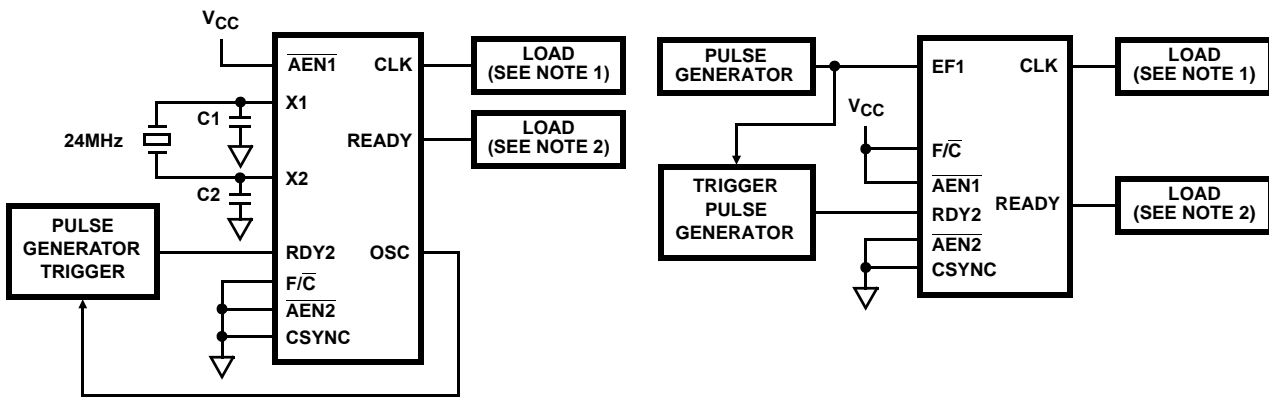 VCC
AEN1
CLK
LOAD
(SEE NOTE 1)
X1
C1
24MHz
READY
LOAD
(SEE NOTE 2)
X2
C2
PULSE
GENERATOR
TRIGGER
RDY2
OSC
F/C
AEN2
CSYNC
PULSE
GENERATOR
EF1
CLK
LOAD
(SEE NOTE 1)
VCC
F/C
TRIGGER
PULSE
GENERATOR
AEN1
RDY2
READY
LOAD
(SEE NOTE 2)
AEN2
CSYNC